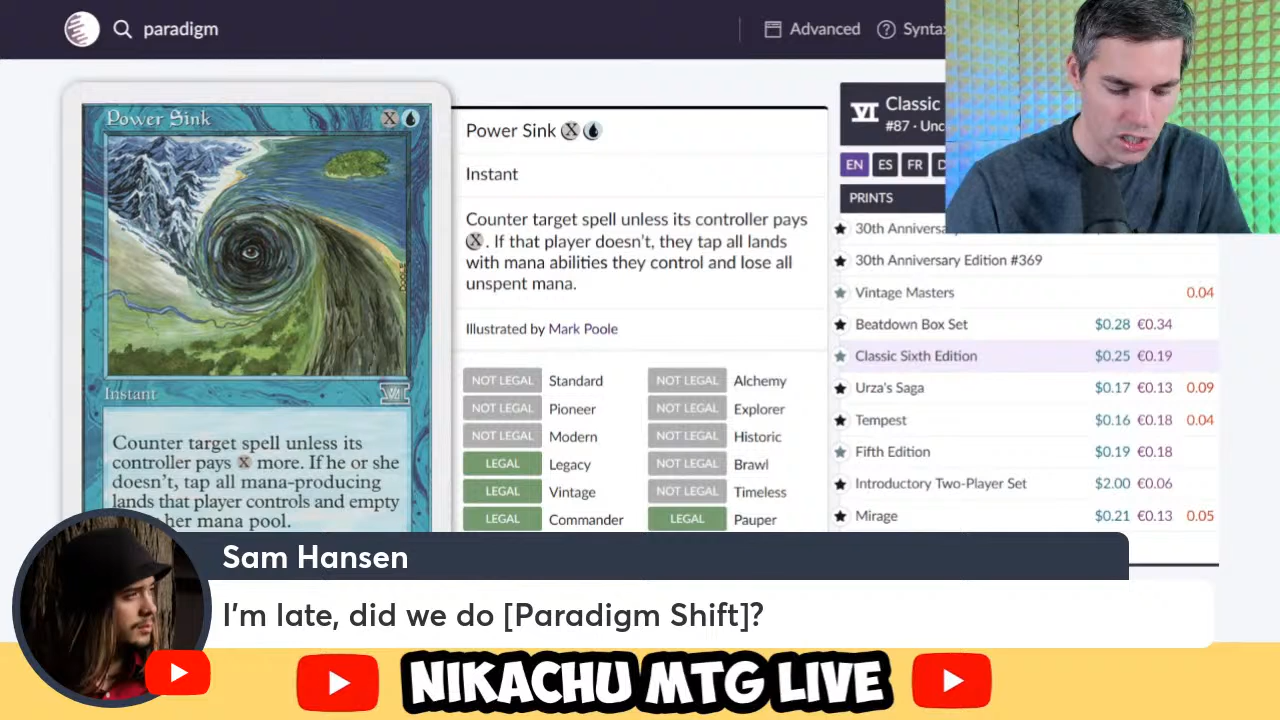 paradigm
Advanced
Syntax
Power Sink X
Power Sink X
Instant
Counter target spell unless its controller pays
X. If that player doesn't, they tap all lands
with mana abilities they control and lose all
unspent mana.
Illustrated by Mark Poole
Instant
Counter target spell unless its
controller pays X more. If he or she
doesn't, tap all mana-producing
lands that player controls and empty
her mana pool.
NOT LEGAL Standard NOT LEGAL Alchemy
NOT LEGAL Pioneer NOT LEGAL Explorer
NOT LEGAL Modern NOT LEGAL Historic
LEGAL Legacy NOT LEGAL Brawl
LEGAL Vintage NOT LEGAL Timeless
LEGAL Commander LEGAL Pauper
VI Classic
#87 · Unc
EN ES FR D
PRINTS
30th Anniversa
30th Anniversary Edition #369
Vintage Masters 0.04
Beatdown Box Set $0.28 €0.34
Classic Sixth Edition $0.25 €0.19
Urza's Saga $0.17 €0.13 0.09
Tempest $0.16 €0.18 0.04
Fifth Edition $0.19 €0.18
Introductory Two-Player Set $2.00 €0.06
Mirage $0.21 €0.13 0.05
Sam Hansen
I'm late, did we do [Paradigm Shift]?
NIKACHU MTG LIVE